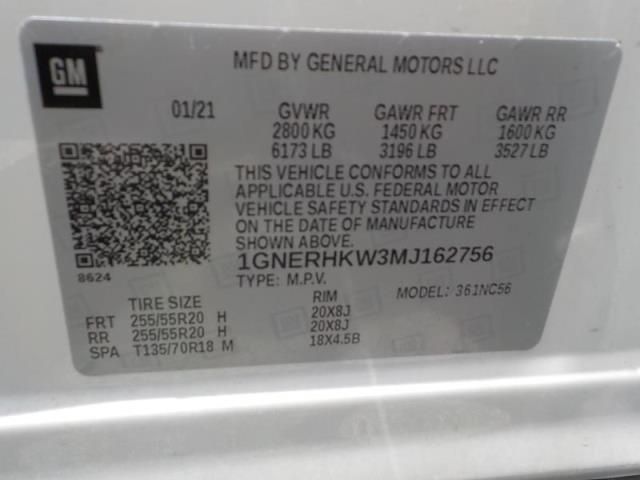 GM
MFD BY GENERAL MOTORS LLC
01/21 GVWR GAWR FRT GAWR RR
2800 KG 1450 KG 1600 KG
6173 LB 3196 LB 3527 LB
THIS VEHICLE CONFORMS TO ALL
APPLICABLE U.S. FEDERAL MOTOR
VEHICLE SAFETY STANDARDS IN EFFECT
ON THE DATE OF MANUFACTURE
SHOWN ABOVE.
8624 1GNERHKW3MJ162756
TYPE: M.P.V. MODEL: 361NC56
TIRE SIZE RIM
FRT 255/55R20 H 20X8J
RR 255/55R20 H 20X8J
SPA T135/70R18 M 18X4.5B